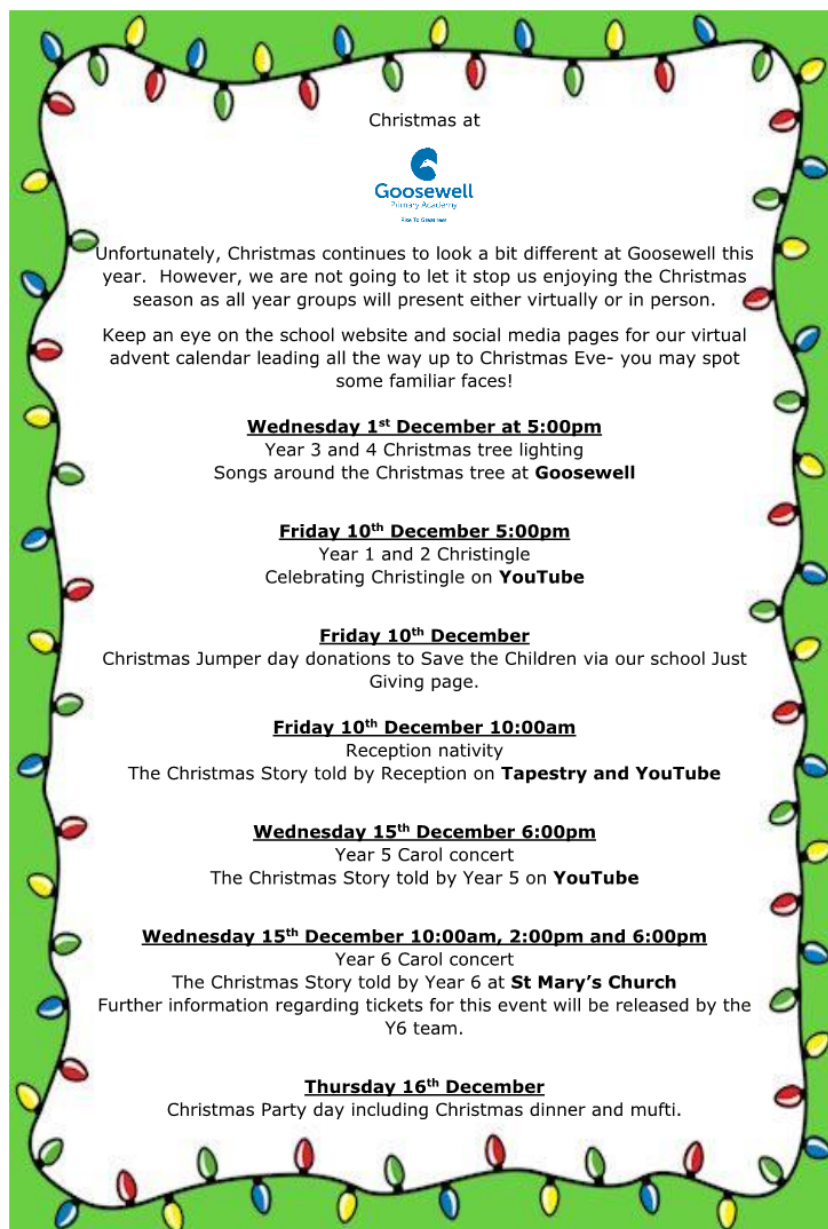 Christmas at
Goosewell
Primary Academy
Rise To Greatness
Unfortunately, Christmas continues to look a bit different at Goosewell this
year.  However, we are not going to let it stop us enjoying the Christmas
season as all year groups will present either virtually or in person.
Keep an eye on the school website and social media pages for our virtual
advent calendar leading all the way up to Christmas Eve- you may spot
some familiar faces!
Wednesday 1st December at 5:00pm
Year 3 and 4 Christmas tree lighting
Songs around the Christmas tree at Goosewell
Friday 10th December 5:00pm
Year 1 and 2 Christingle
Celebrating Christingle on YouTube
Friday 10th December
Christmas Jumper day donations to Save the Children via our school Just
Giving page.
Friday 10th December 10:00am
Reception nativity
The Christmas Story told by Reception on Tapestry and YouTube
Wednesday 15th December 6:00pm
Year 5 Carol concert
The Christmas Story told by Year 5 on YouTube
Wednesday 15th December 10:00am, 2:00pm and 6:00pm
Year 6 Carol concert
The Christmas Story told by Year 6 at St Mary’s Church
Further information regarding tickets for this event will be released by the
Y6 team.
Thursday 16th December
Christmas Party day including Christmas dinner and mufti.